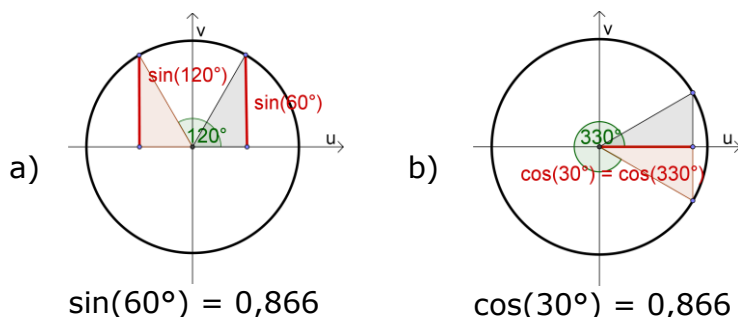 a)
v
sin(120°)
sin(60°)
120°
u
sin(60°) = 0,866
b)
v
330°
u
cos(30°) = cos(330°)
cos(30°) = 0,866